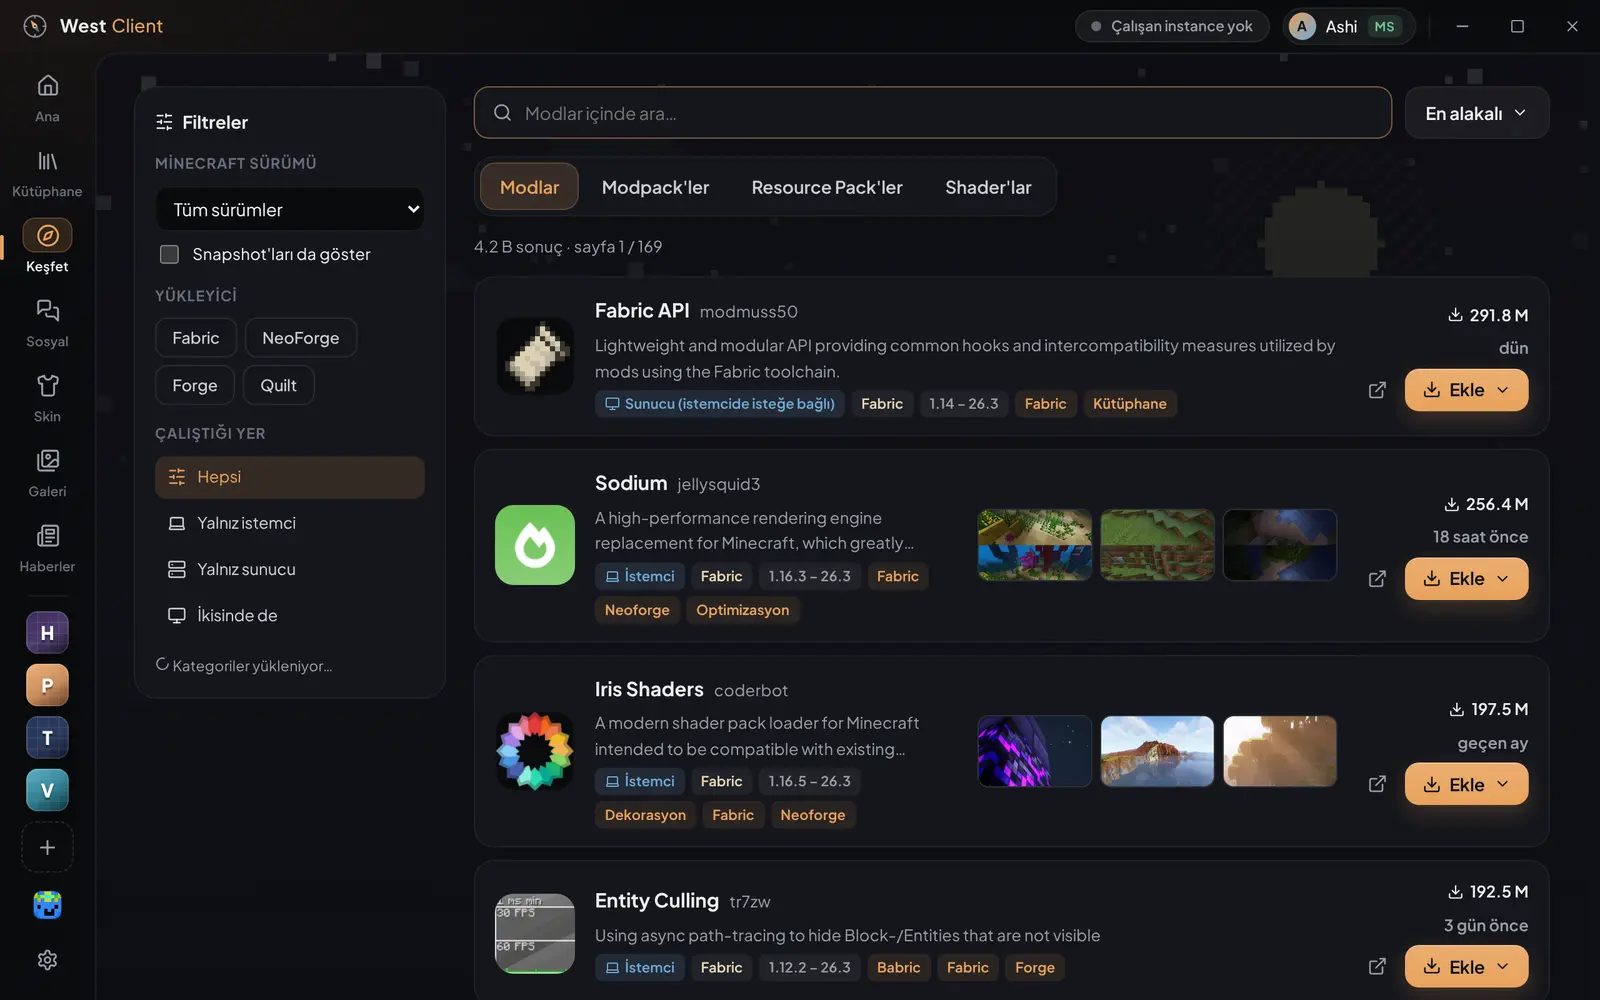 West Client
Çalışan instance yok
A
Ashi
MS
Ana
Kütüphane
Keşfet
Sosyal
Skin
Galeri
Haberler
H
P
T
V
Filtreler
MİNECRAFT SÜRÜMÜ
Tüm sürümler
Snapshot'ları da göster
YÜKLEYİCİ
Fabric
NeoForge
Forge
Quilt
ÇALIŞTIĞI YER
Hepsi
Yalnız istemci
Yalnız sunucu
İkisinde de
Kategoriler yükleniyor...
Modlar içinde ara...
En alakalı
Modlar
Modpack'ler
Resource Pack'ler
Shader'lar
4.2 B sonuç · sayfa 1 / 169
Fabric API modmuss50
Lightweight and modular API providing common hooks and intercompatibility measures utilized by
mods using the Fabric toolchain.
Sunucu (istemcide isteğe bağlı)
Fabric
1.14 – 26.3
Fabric
Kütüphane
291.8 M
dün
Ekle
Sodium jellysquid3
A high-performance rendering engine
replacement for Minecraft, which greatly...
İstemci
Fabric
1.16.3 – 26.3
Fabric
Neoforge
Optimizasyon
256.4 M
18 saat önce
Ekle
Iris Shaders coderbot
A modern shader pack loader for Minecraft
intended to be compatible with existing...
İstemci
Fabric
1.16.5 – 26.3
Dekorasyon
Fabric
Neoforge
197.5 M
geçen ay
Ekle
1 ms min
30 FPS
60 FPS
Entity Culling tr7zw
Using async path-tracing to hide Block-/Entities that are not visible
İstemci
Fabric
1.12.2 – 26.3
Babric
Fabric
Forge
192.5 M
3 gün önce
Ekle